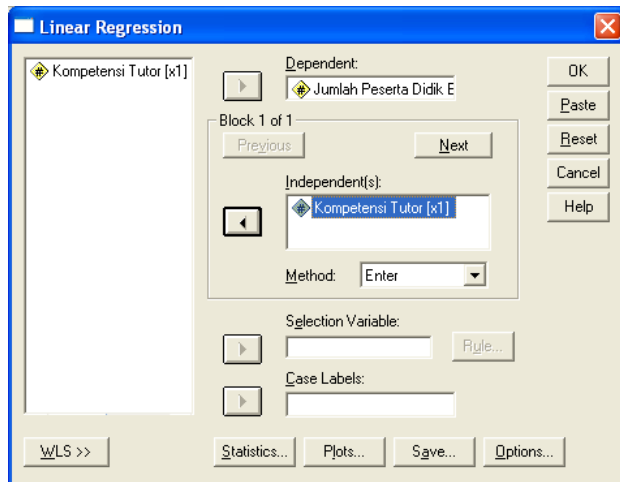 Linear Regression
Kompetensi Tutor [x1]
Dependent:
Jumlah Peserta Didik E
Block 1 of 1
Previous
Next
Independent(s):
Kompetensi Tutor [x1]
Method:
Enter
Selection Variable:
Rule...
Case Labels:
OK
Paste
Reset
Cancel
Help
WLS >>
Statistics...
Plots...
Save...
Options...